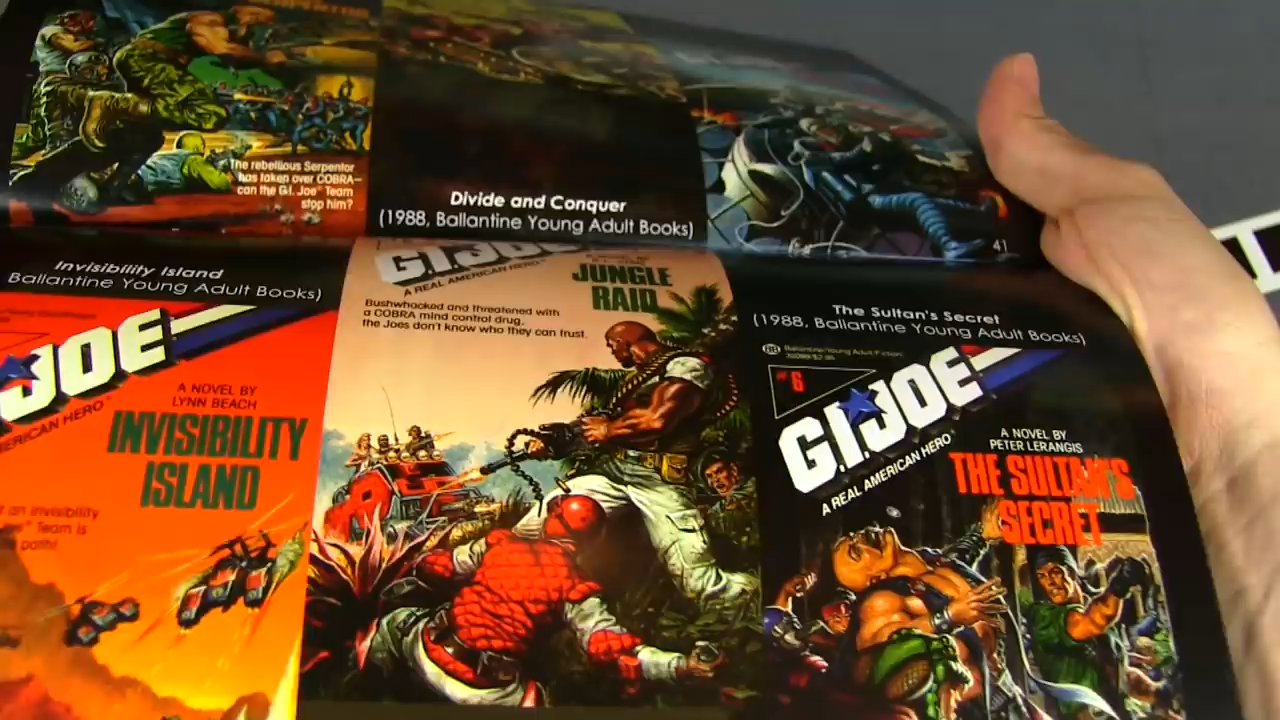 The rebellious Serpentor
has taken over COBRA—
can the G.I. Joe® Team
stop him?
Divide and Conquer
(1988, Ballantine Young Adult Books)
41
Invisibility Island
Ballantine Young Adult Books)
JOE
ERICAN HERO™
A NOVEL BY
LYNN BEACH
INVISIBILITY
ISLAND
an invisibility
Team is
path!
G.I. JOE
A REAL AMERICAN HERO™
JUNGLE
RAID
Bushwhacked and threatened with
a COBRA mind control drug,
the Joes don't know who they can trust.
The Sultan's Secret
(1988, Ballantine Young Adult Books)
Ballantine/Young Adult/Fiction
#6
G.I. JOE
A REAL AMERICAN HERO™
A NOVEL BY
PETER LERANGIS
THE SULTAN'S
SECRET